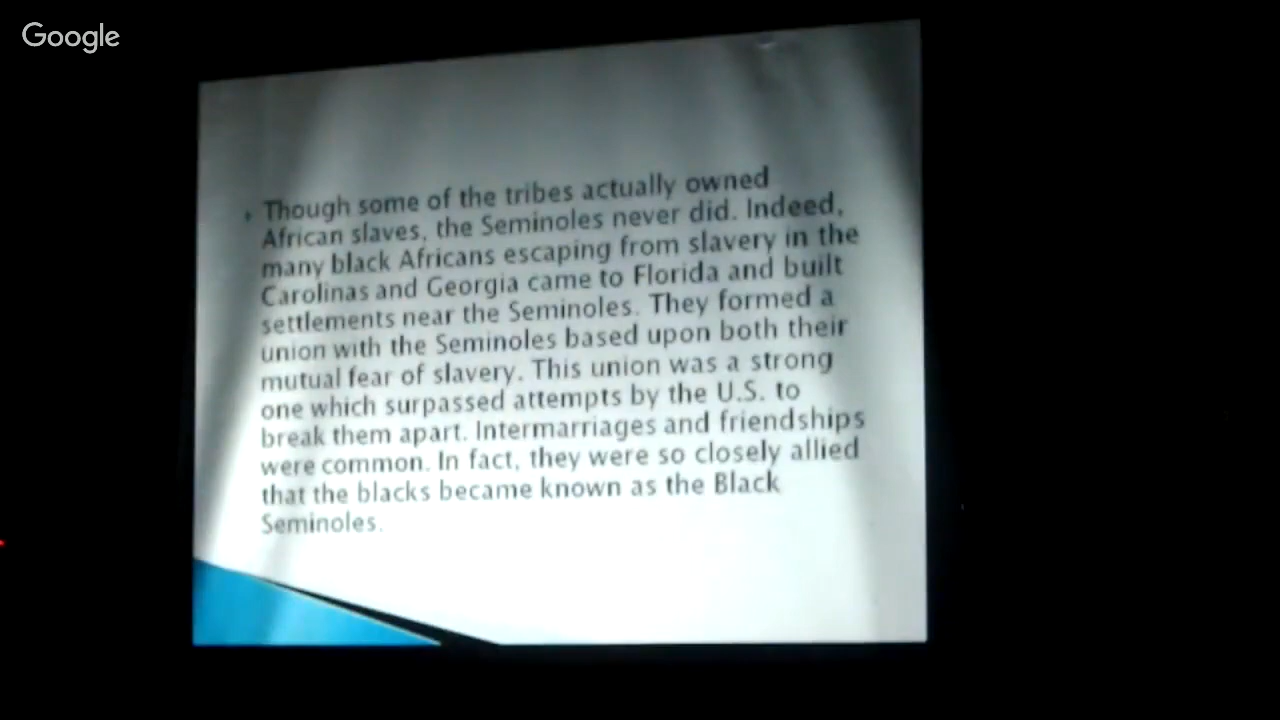 Google
Though some of the tribes actually owned
African slaves, the Seminoles never did. Indeed,
many black Africans escaping from slavery in the
Carolinas and Georgia came to Florida and built
settlements near the Seminoles. They formed a
union with the Seminoles based upon both their
mutual fear of slavery. This union was a strong
one which surpassed attempts by the U.S. to
break them apart. Intermarriages and friendships
were common. In fact, they were so closely allied
that the blacks became known as the Black
Seminoles.